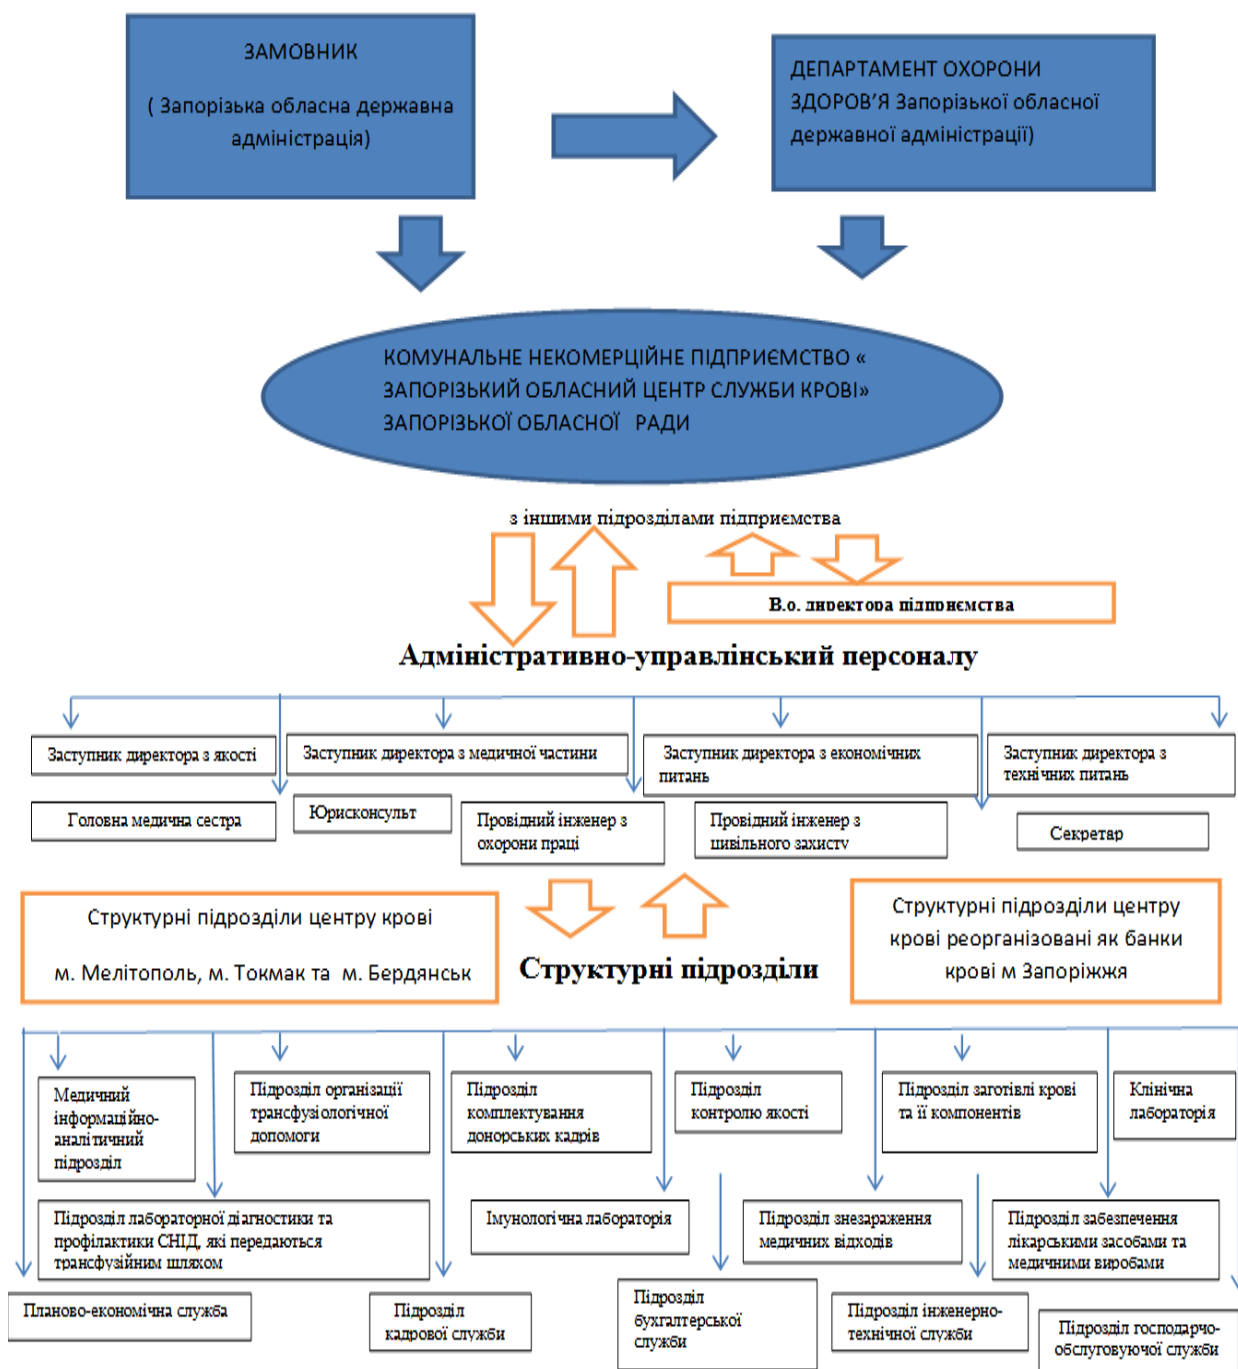 ЗАМОВНИК
( Запорізька обласна державна
адміністрація)
ДЕПАРТАМЕНТ ОХОРОНИ
ЗДОРОВ’Я Запорізької обласної
державної адміністрації)
КОМУНАЛЬНЕ НЕКОМЕРЦІЙНЕ ПІДПРИЄМСТВО «
ЗАПОРІЗЬКИЙ ОБЛАСНИЙ ЦЕНТР СЛУЖБИ КРОВІ»
ЗАПОРІЗЬКОЇ ОБЛАСНОЇ РАДИ
з іншими підрозділами підприємства
В.о. директора підприємства
Адміністративно-управлінський персоналу
Заступник директора з якості
Заступник директора з медичної частини
Заступник директора з економічних
питань
Заступник директора з
технічних питань
Головна медична сестра
Юрисконсульт
Провідний інженер з
охорони праці
Провідний інженер з
цивільного захисту
Секретар
Структурні підрозділи центру крові
м. Мелітополь, м. Токмак та м. Бердянськ
Структурні підрозділи
Структурні підрозділи центру
крові реорганізовані як банки
крові м Запоріжжя
Медичний
інформаційно-
аналітичний
підрозділ
Підрозділ організації
трансфузіологічної
допомоги
Підрозділ
комплектування
донорських кадрів
Підрозділ
контролю якості
Підрозділ заготівлі крові
та її компонентів
Клінічна
лабораторія
Підрозділ лабораторної діагностики та
профілактики СНІД, які передаються
трансфузійним шляхом
Імунологічна лабораторія
Підрозділ знезараження
медичних відходів
Підрозділ забезпечення
лікарськими засобами та
медичними виробами
Планово-економічна служба
Підрозділ
кадрової служби
Підрозділ
бухгалтерської
служби
Підрозділ інженерно-
технічної служби
Підрозділ господарчо-
обслуговуючої служби